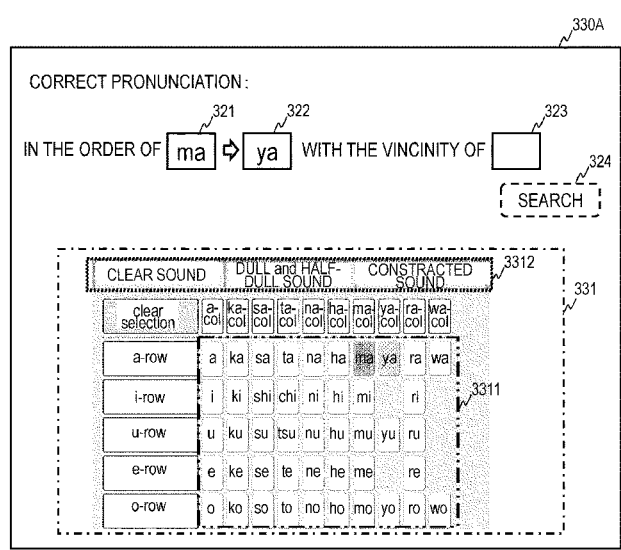 330A
CORRECT PRONUNCIATION :
321 322 323
IN THE ORDER OF ma ⇨ ya WITH THE VINCINITY OF
324
SEARCH
CLEAR SOUND DULL and HALF- CONSTRACTED 3312
DULL SOUND SOUND
331
clear a- ka- sa- ta- na- ha- ma- ya- ra- wa-
selection col col col col col col col col col col
a-row a ka sa ta na ha ma ya ra wa
3311
i-row i ki shi chi ni hi mi ri
u-row u ku su tsu nu hu mu yu ru
e-row e ke se te ne he me re
o-row o ko so to no ho mo yo ro wo